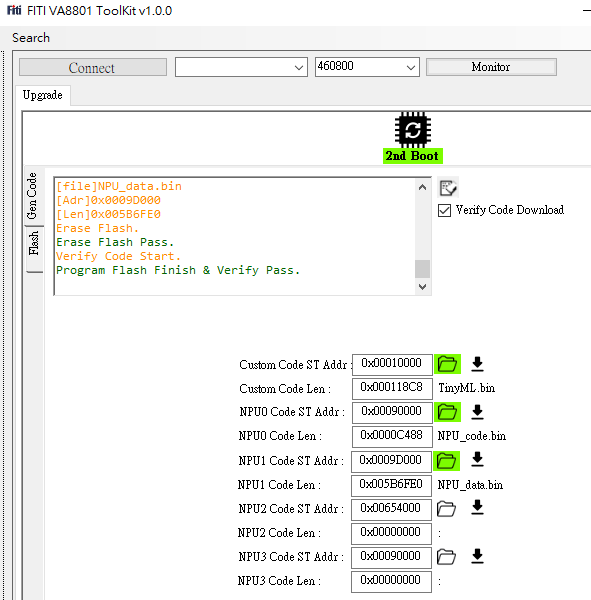 Fiti FITI VA8801 ToolKit v1.0.0
Search
Connect 460800 Monitor
Upgrade
2nd Boot
Gen Code
Flash
[file]NPU_data.bin
[Adr]0x0009D000
[Len]0x005B6FE0
Erase Flash.
Erase Flash Pass.
Verify Code Start.
Program Flash Finish & Verify Pass.
Verify Code Download
Custom Code ST Addr : 0x00010000
Custom Code Len : 0x000118C8 TinyML.bin
NPU0 Code ST Addr : 0x00090000
NPU0 Code Len : 0x0000C488 NPU_code.bin
NPU1 Code ST Addr : 0x0009D000
NPU1 Code Len : 0x005B6FE0 NPU_data.bin
NPU2 Code ST Addr : 0x00654000
NPU2 Code Len : 0x00000000 :
NPU3 Code ST Addr : 0x00090000
NPU3 Code Len : 0x00000000 :